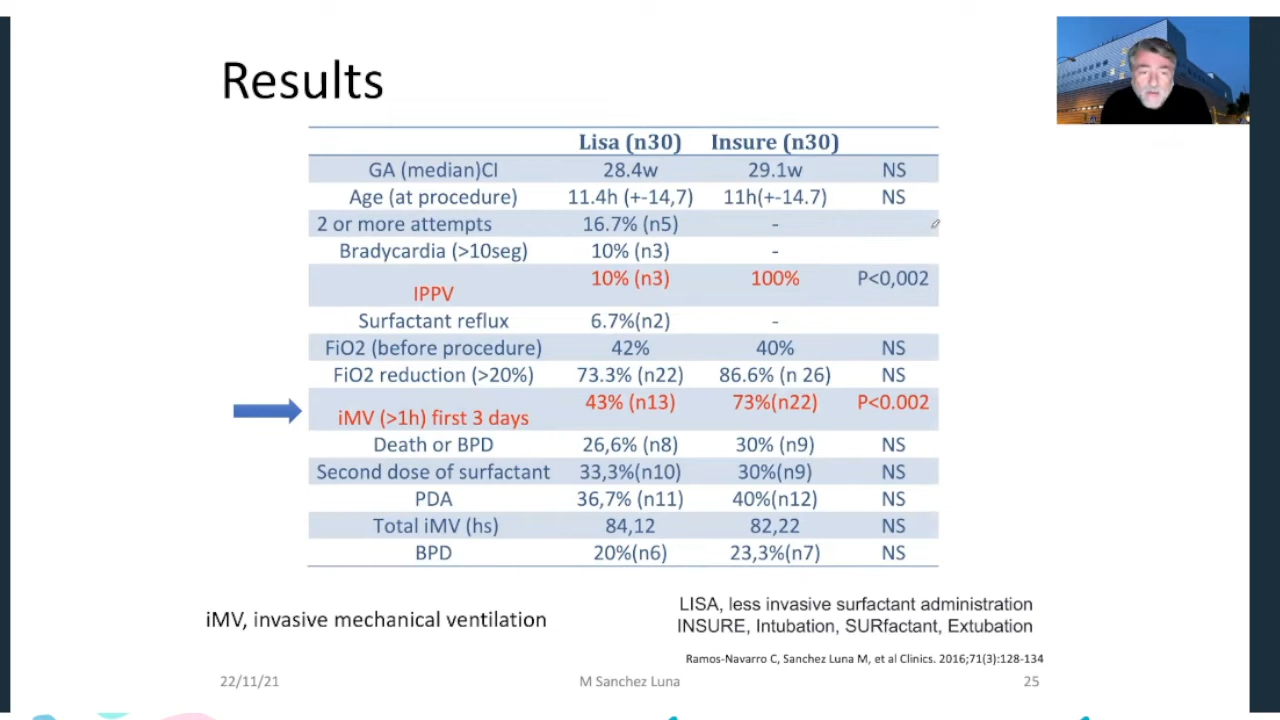 Results
Lisa (n30) Insure (n30)
GA (median)CI 28.4w 29.1w NS
Age (at procedure) 11.4h (+-14,7) 11h(+-14.7) NS
2 or more attempts 16.7% (n5) -
Bradycardia (>10seg) 10% (n3) -
IPPV 10% (n3) 100% P<0,002
Surfactant reflux 6.7%(n2) -
FiO2 (before procedure) 42% 40% NS
FiO2 reduction (>20%) 73.3% (n22) 86.6% (n 26) NS
iMV (>1h) first 3 days 43% (n13) 73%(n22) P<0.002
Death or BPD 26,6% (n8) 30% (n9) NS
Second dose of surfactant 33,3%(n10) 30%(n9) NS
PDA 36,7% (n11) 40%(n12) NS
Total iMV (hs) 84,12 82,22 NS
BPD 20%(n6) 23,3%(n7) NS
iMV, invasive mechanical ventilation
LISA, less invasive surfactant administration
INSURE, Intubation, SURfactant, Extubation
Ramos-Navarro C, Sanchez Luna M, et al Clinics. 2016;71(3):128-134
22/11/21 M Sanchez Luna 25